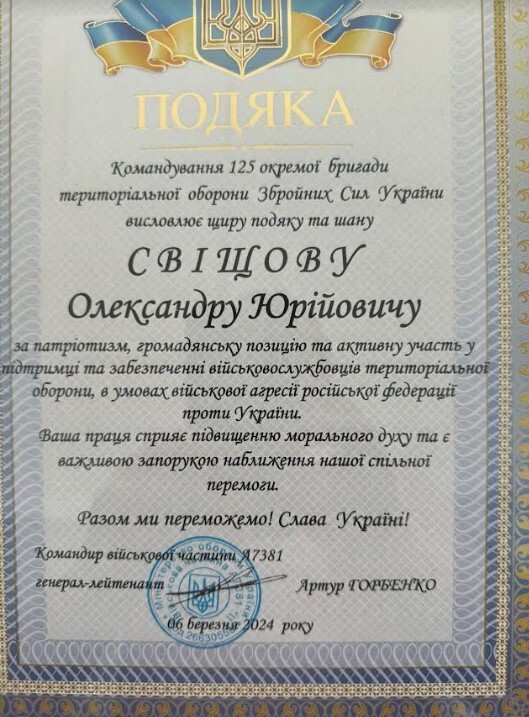 ПОДЯКА
Командування 125 окремої бригади
територіальної оборони Збройних Сил України
висловлює щиру подяку та шану
СВІЩОВУ
Олександру Юрійовичу
за патріотизм, громадянську позицію та активну участь у
підтримці та забезпеченні військовослужбовців територіальної
оборони, в умовах військової агресії російської федерації
проти України.
Ваша праця сприяє підвищенню морального духу та є
важливою запорукою наближення нашої спільної
перемоги.
Разом ми переможемо! Слава Україні!
Командир військової частини А7381
генерал-лейтенант Артур ГОРБЕНКО
06 березня 2024 року